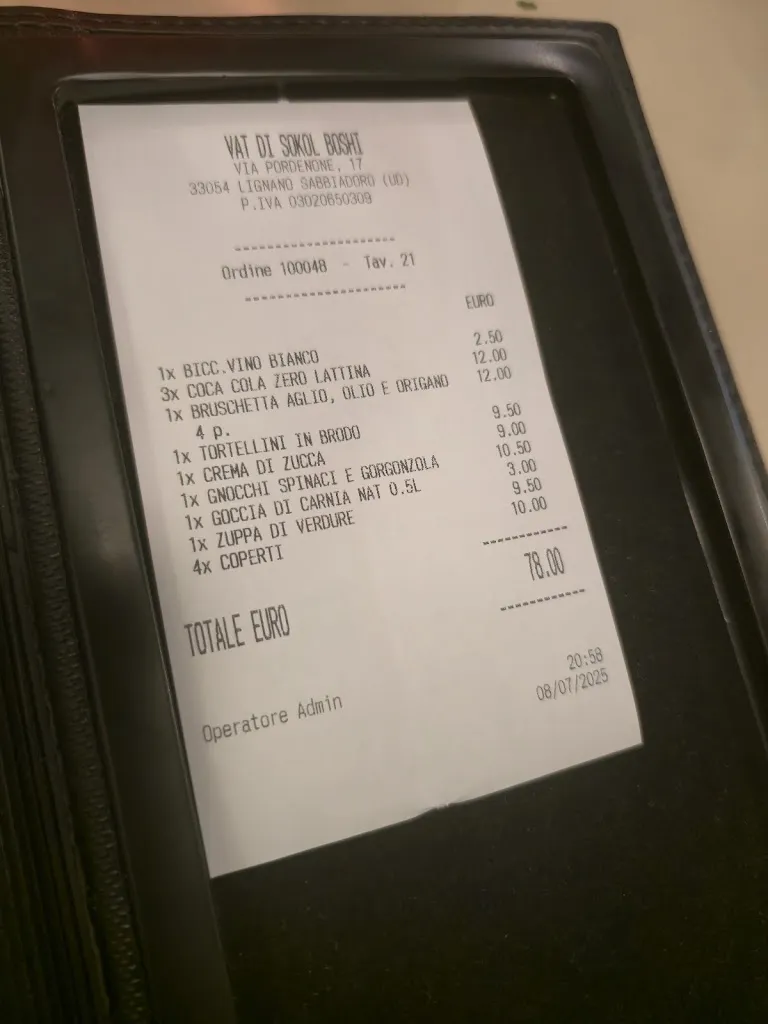 VAT DI SOKOL BOSHI
VIA PORDENONE, 17
33054 LIGNANO SABBIADORO (UD)
P.IVA 03020650309
--------------------
Ordine 100048 - Tav. 21
--------------------
EURO
1x BICC.VINO BIANCO 2.50
3x COCA COLA ZERO LATTINA 12.00
1x BRUSCHETTA AGLIO, OLIO E ORIGANO 12.00
4 p.
1x TORTELLINI IN BRODO 9.50
1x CREMA DI ZUCCA 9.00
1x GNOCCHI SPINACI E GORGONZOLA 10.50
1x GOCCIA DI CARNIA NAT 0.5L 3.00
1x ZUPPA DI VERDURE 9.50
4x COPERTI 10.00
-----------
TOTALE EURO 78.00
-----------
20:58
Operatore Admin 08/07/2025